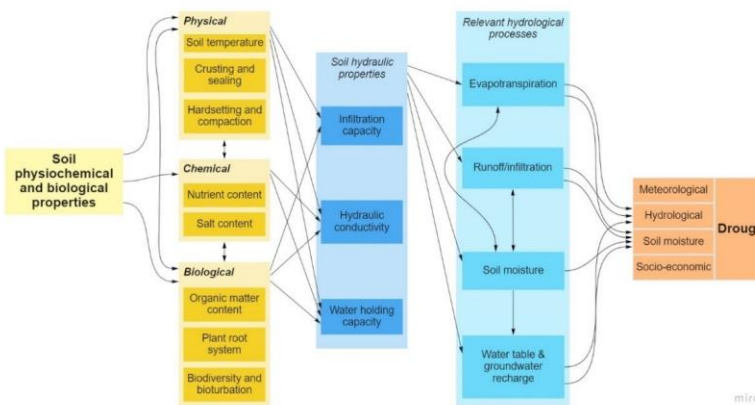 Soil
physiochemical
and biological
properties
Physical
Soil temperature
Crusting and
sealing
Hardsetting and
compaction
Chemical
Nutrient content
Salt content
Biological
Organic matter
content
Plant root
system
Biodiversity and
bioturbation
Soil hydraulic
properties
Infiltration
capacity
Hydraulic
conductivity
Water holding
capacity
Relevant hydrological
processes
Evapotranspiration
Runoff/infiltration
Soil moisture
Water table &
groundwater
recharge
Meteorological
Hydrological
Soil moisture
Socio-economic
Droug
mir